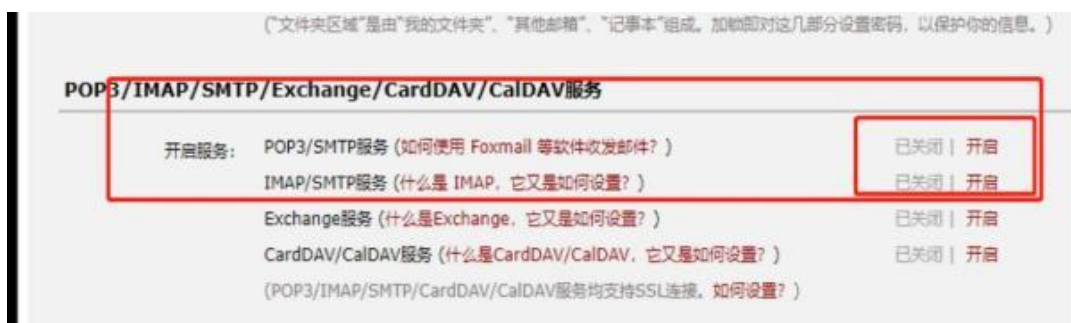 ("文件夹区域"是由"我的文件夹"、"其他邮箱"、"记事本"组成。加锁即对这几部分设置密码，以保护你的信息。)
POP3/IMAP/SMTP/Exchange/CardDAV/CalDAV服务
开启服务： POP3/SMTP服务 (如何使用 Foxmail 等软件收发邮件？) 已关闭 | 开启
IMAP/SMTP服务 (什么是 IMAP，它又是如何设置？) 已关闭 | 开启
Exchange服务 (什么是Exchange，它又是如何设置？) 已关闭 | 开启
CardDAV/CalDAV服务 (什么是CardDAV/CalDAV，它又是如何设置？) 已关闭 | 开启
(POP3/IMAP/SMTP/CardDAV/CalDAV服务均支持SSL连接。如何设置？)